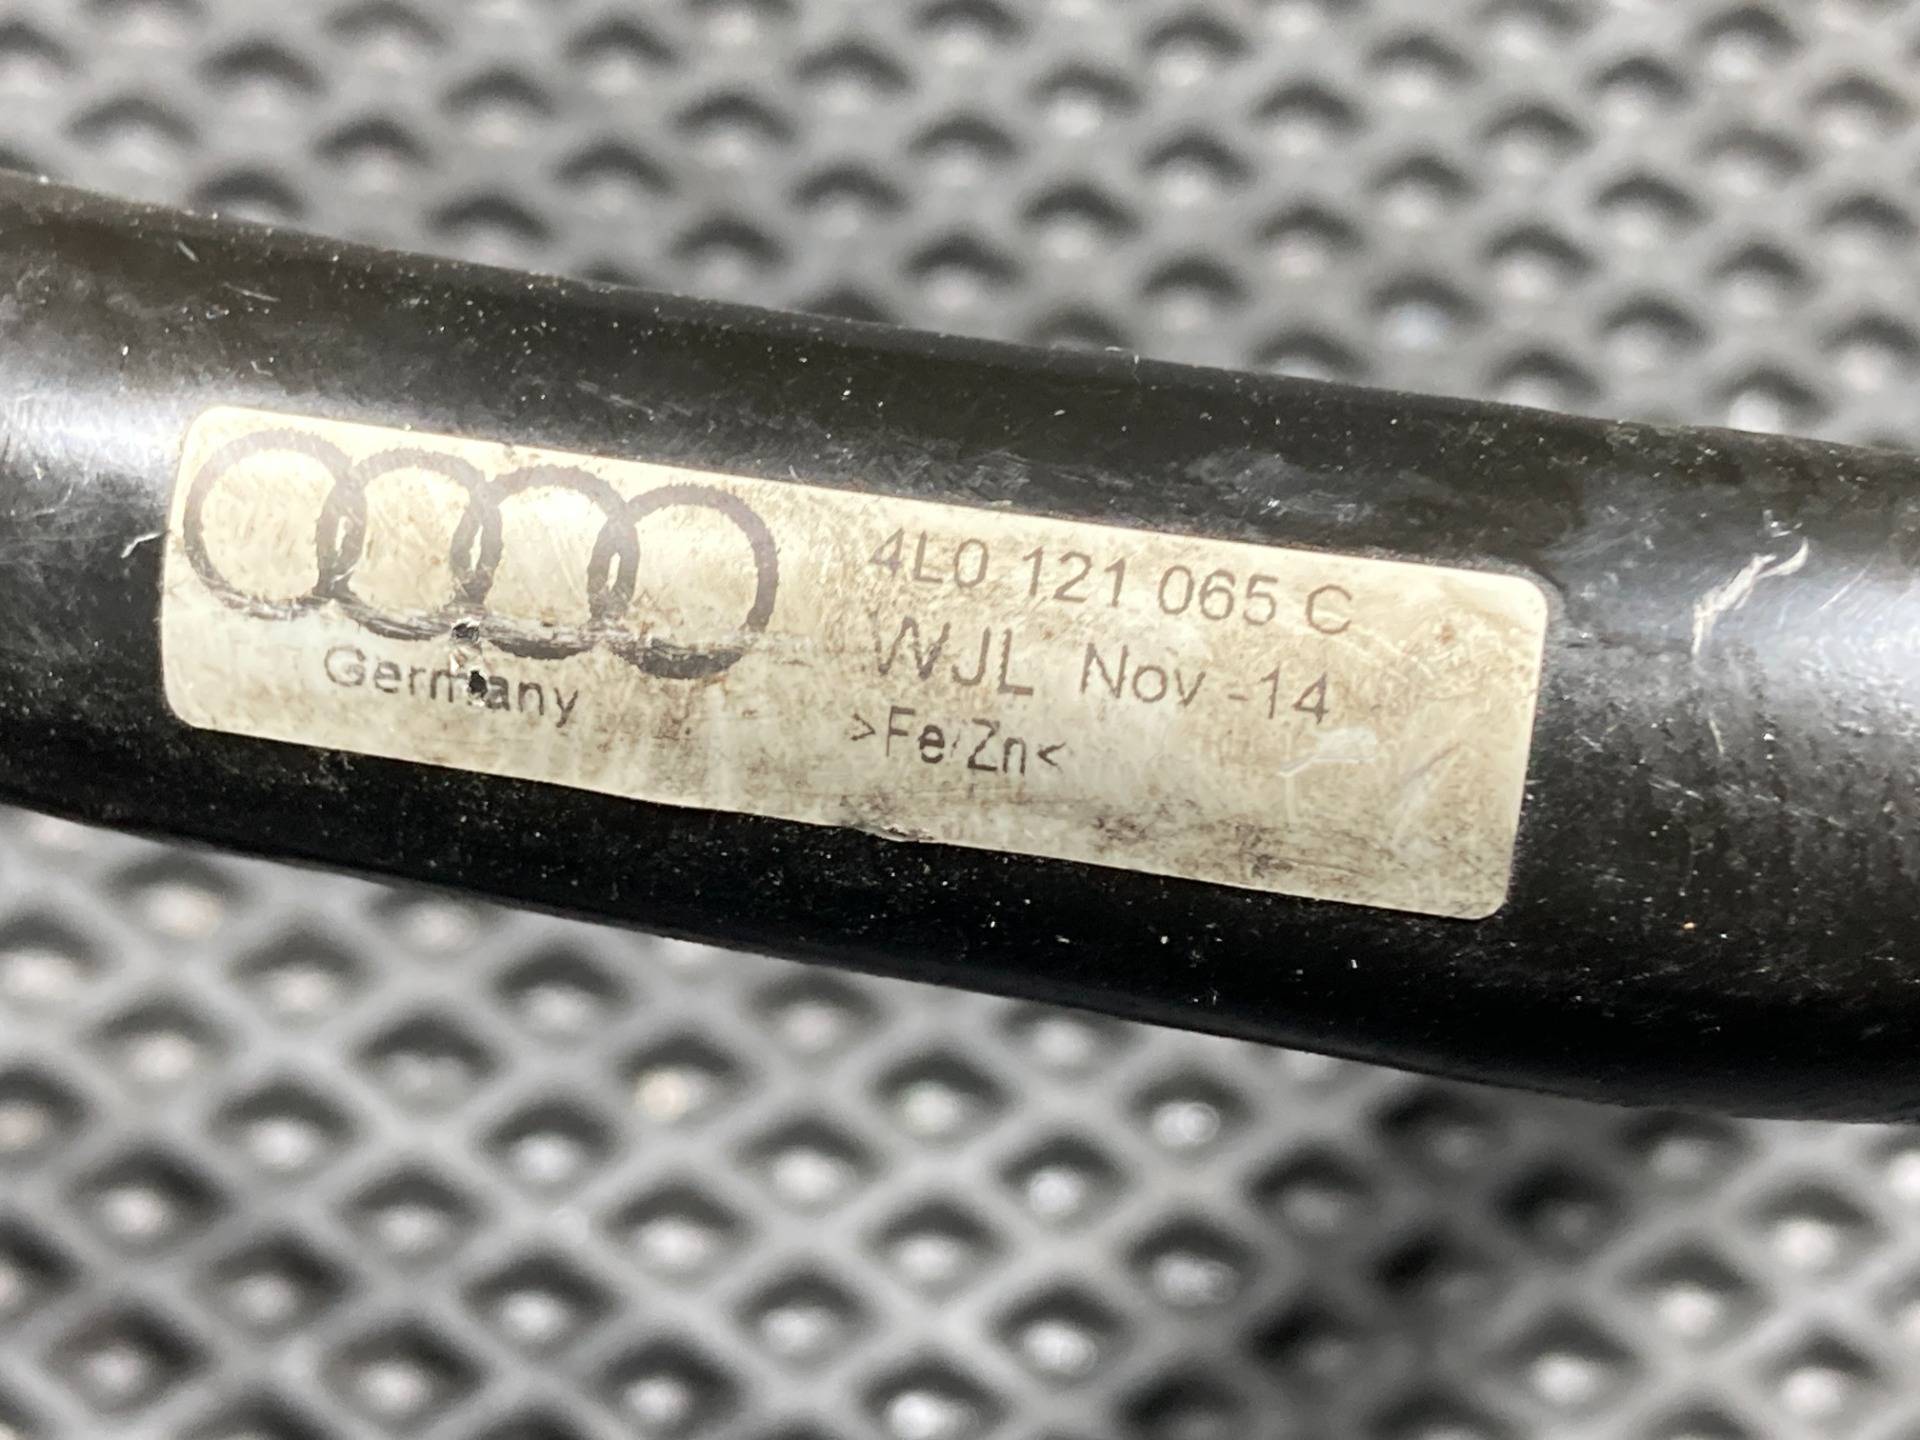 4L0 121 065 C
WJL Nov -14
Germany
>Fe/Zn<